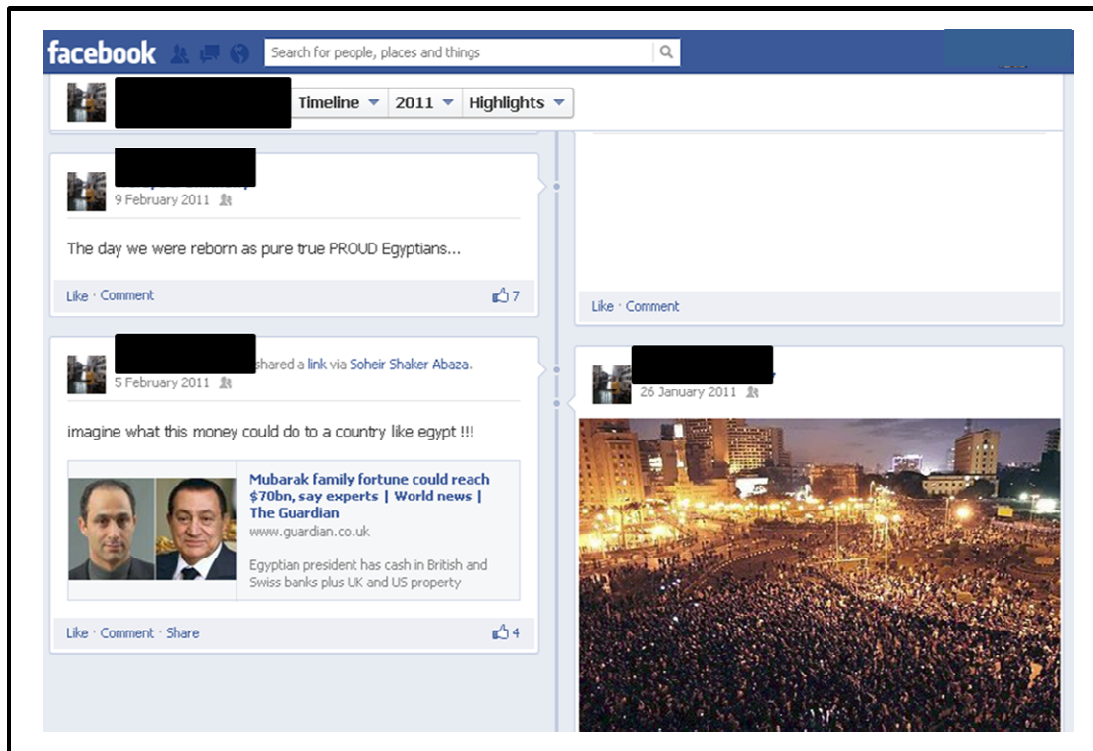 facebook
Search for people, places and things
Timeline
2011
Highlights
9 February 2011
The day we were reborn as pure true PROUD Egyptians...
Like · Comment
7
shared a link via Soheir Shaker Abaza.
5 February 2011
imagine what this money could do to a country like egypt !!!
Mubarak family fortune could reach
$70bn, say experts | World news |
The Guardian
www.guardian.co.uk
Egyptian president has cash in British and
Swiss banks plus UK and US property
Like · Comment · Share
4
Like · Comment
26 January 2011